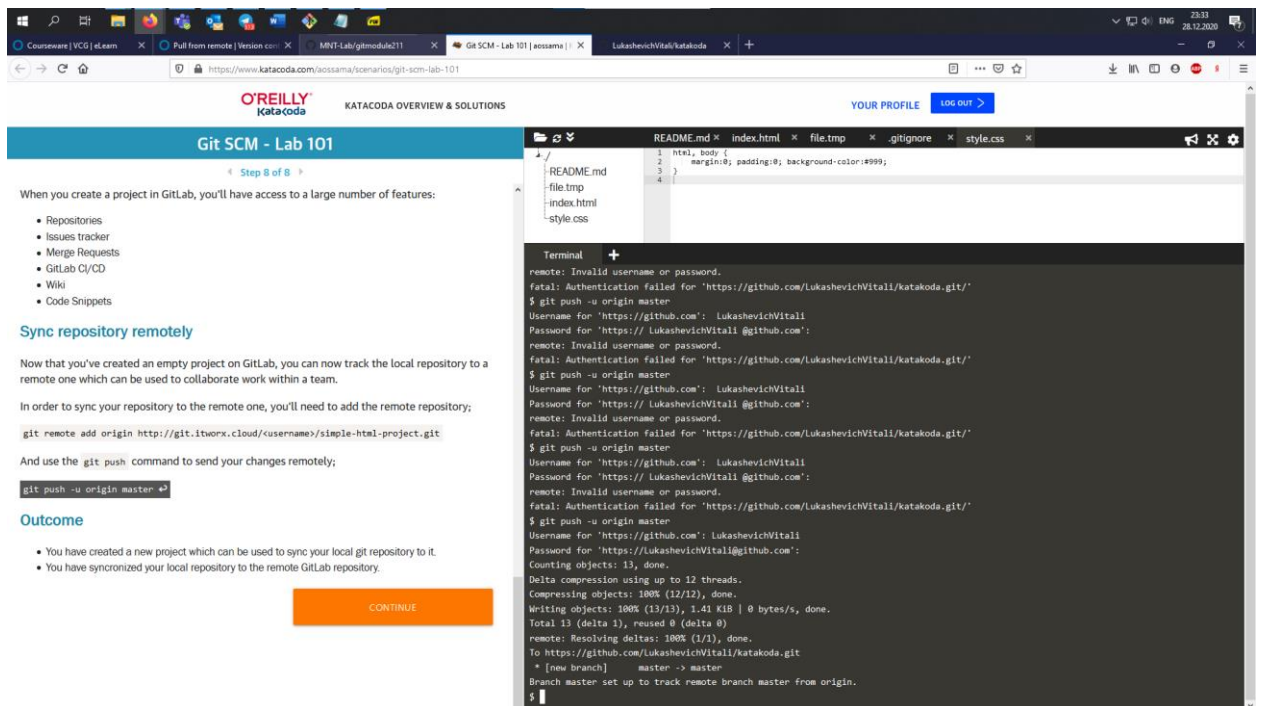 ENG
23:33
28.12.2020
Courseware | VCG | eLearn
Pull from remote | Version cont
MNT-Lab/gitmodule211
Git SCM - Lab 101 | aossama |
LukashevichVitali/katakoda
https://www.katacoda.com/aossama/scenarios/git-scm-lab-101
O'REILLY
Katacoda
KATACODA OVERVIEW & SOLUTIONS
YOUR PROFILE
LOG OUT
Git SCM - Lab 101
Step 8 of 8
When you create a project in GitLab, you'll have access to a large number of features:
• Repositories
• Issues tracker
• Merge Requests
• GitLab CI/CD
• Wiki
• Code Snippets
Sync repository remotely
Now that you've created an empty project on GitLab, you can now track the local repository to a
remote one which can be used to collaborate work within a team.
In order to sync your repository to the remote one, you'll need to add the remote repository;
git remote add origin http://git.itworx.cloud/<username>/simple-html-project.git
And use the git push command to send your changes remotely;
git push -u origin master
Outcome
• You have created a new project which can be used to sync your local git repository to it.
• You have syncronized your local repository to the remote GitLab repository.
CONTINUE
README.md × index.html × file.tmp × .gitignore × style.css ×
./
README.md
file.tmp
index.html
style.css
1 html, body {
2 margin:0; padding:0; background-color:#999;
3 }
4
Terminal
remote: Invalid username or password.
fatal: Authentication failed for 'https://github.com/LukashevichVitali/katakoda.git/'
$ git push -u origin master
Username for 'https://github.com':  LukashevichVitali
Password for 'https:// LukashevichVitali @github.com':
remote: Invalid username or password.
fatal: Authentication failed for 'https://github.com/LukashevichVitali/katakoda.git/'
$ git push -u origin master
Username for 'https://github.com':  LukashevichVitali
Password for 'https:// LukashevichVitali @github.com':
remote: Invalid username or password.
fatal: Authentication failed for 'https://github.com/LukashevichVitali/katakoda.git/'
$ git push -u origin master
Username for 'https://github.com':  LukashevichVitali
Password for 'https:// LukashevichVitali @github.com':
remote: Invalid username or password.
fatal: Authentication failed for 'https://github.com/LukashevichVitali/katakoda.git/'
$ git push -u origin master
Username for 'https://github.com': LukashevichVitali
Password for 'https://LukashevichVitali@github.com':
Counting objects: 13, done.
Delta compression using up to 12 threads.
Compressing objects: 100% (12/12), done.
Writing objects: 100% (13/13), 1.41 KiB | 0 bytes/s, done.
Total 13 (delta 1), reused 0 (delta 0)
remote: Resolving deltas: 100% (1/1), done.
To https://github.com/LukashevichVitali/katakoda.git
* [new branch] master -> master
Branch master set up to track remote branch master from origin.
$